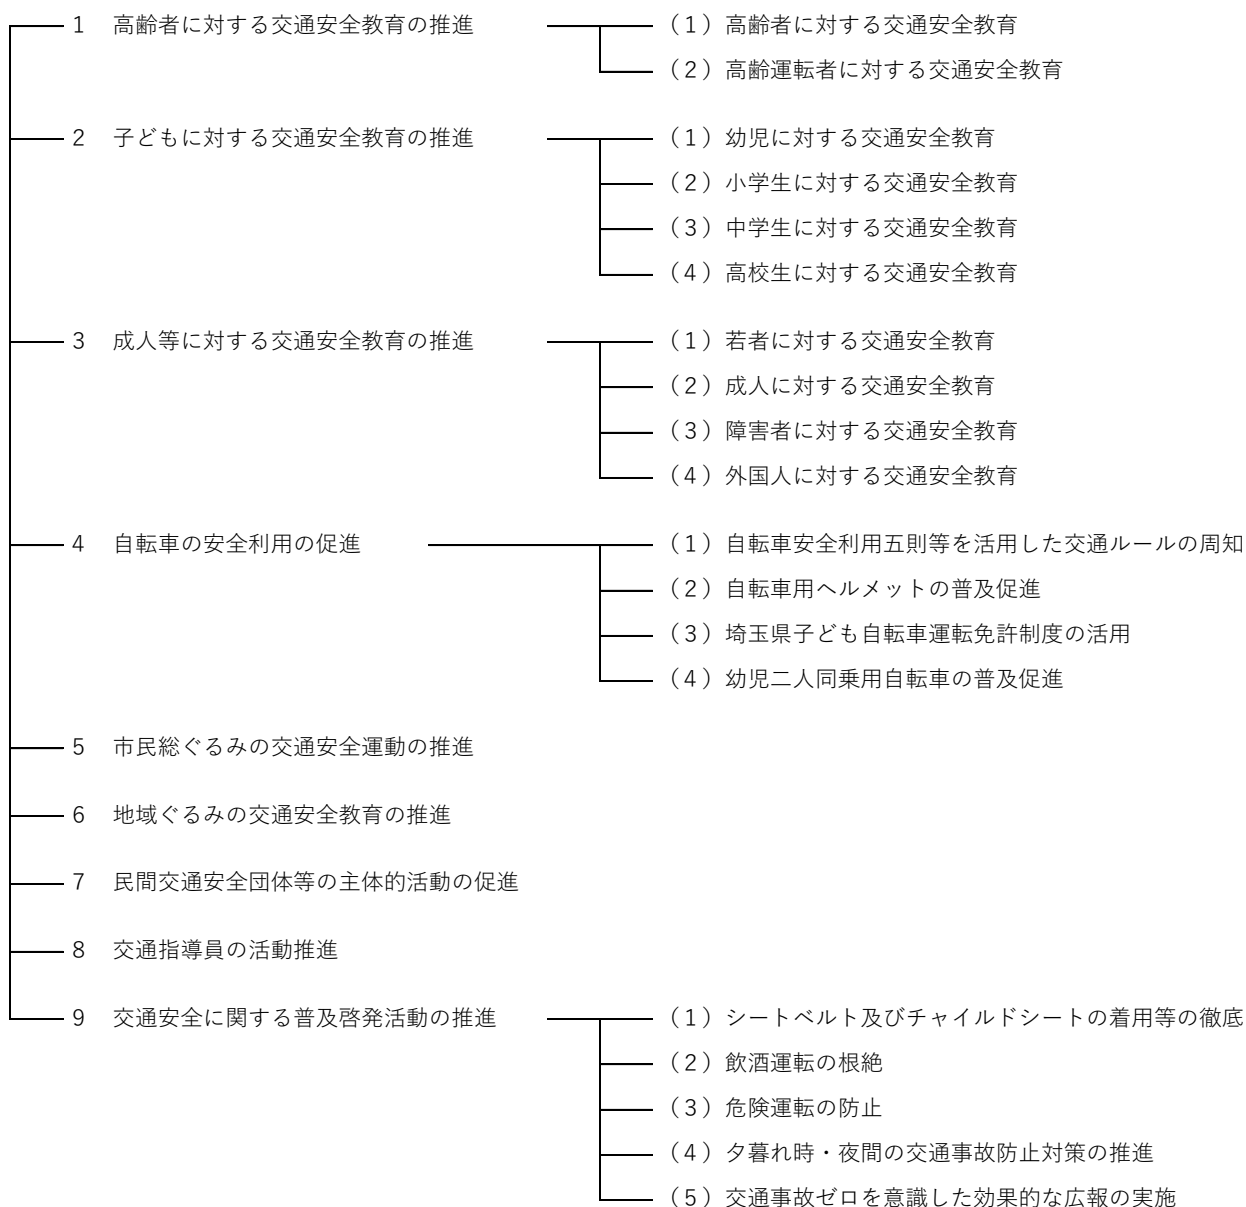 1 高齢者に対する交通安全教育の推進
（1）高齢者に対する交通安全教育
（2）高齢運転者に対する交通安全教育
2 子どもに対する交通安全教育の推進
（1）幼児に対する交通安全教育
（2）小学生に対する交通安全教育
（3）中学生に対する交通安全教育
（4）高校生に対する交通安全教育
3 成人等に対する交通安全教育の推進
（1）若者に対する交通安全教育
（2）成人に対する交通安全教育
（3）障害者に対する交通安全教育
（4）外国人に対する交通安全教育
4 自転車の安全利用の促進
（1）自転車安全利用五則等を活用した交通ルールの周知
（2）自転車用ヘルメットの普及促進
（3）埼玉県子ども自転車運転免許制度の活用
（4）幼児二人同乗用自転車の普及促進
5 市民総ぐるみの交通安全運動の推進
6 地域ぐるみの交通安全教育の推進
7 民間交通安全団体等の主体的活動の促進
8 交通指導員の活動推進
9 交通安全に関する普及啓発活動の推進
（1）シートベルト及びチャイルドシートの着用等の徹底
（2）飲酒運転の根絶
（3）危険運転の防止
（4）夕暮れ時・夜間の交通事故防止対策の推進
（5）交通事故ゼロを意識した効果的な広報の実施